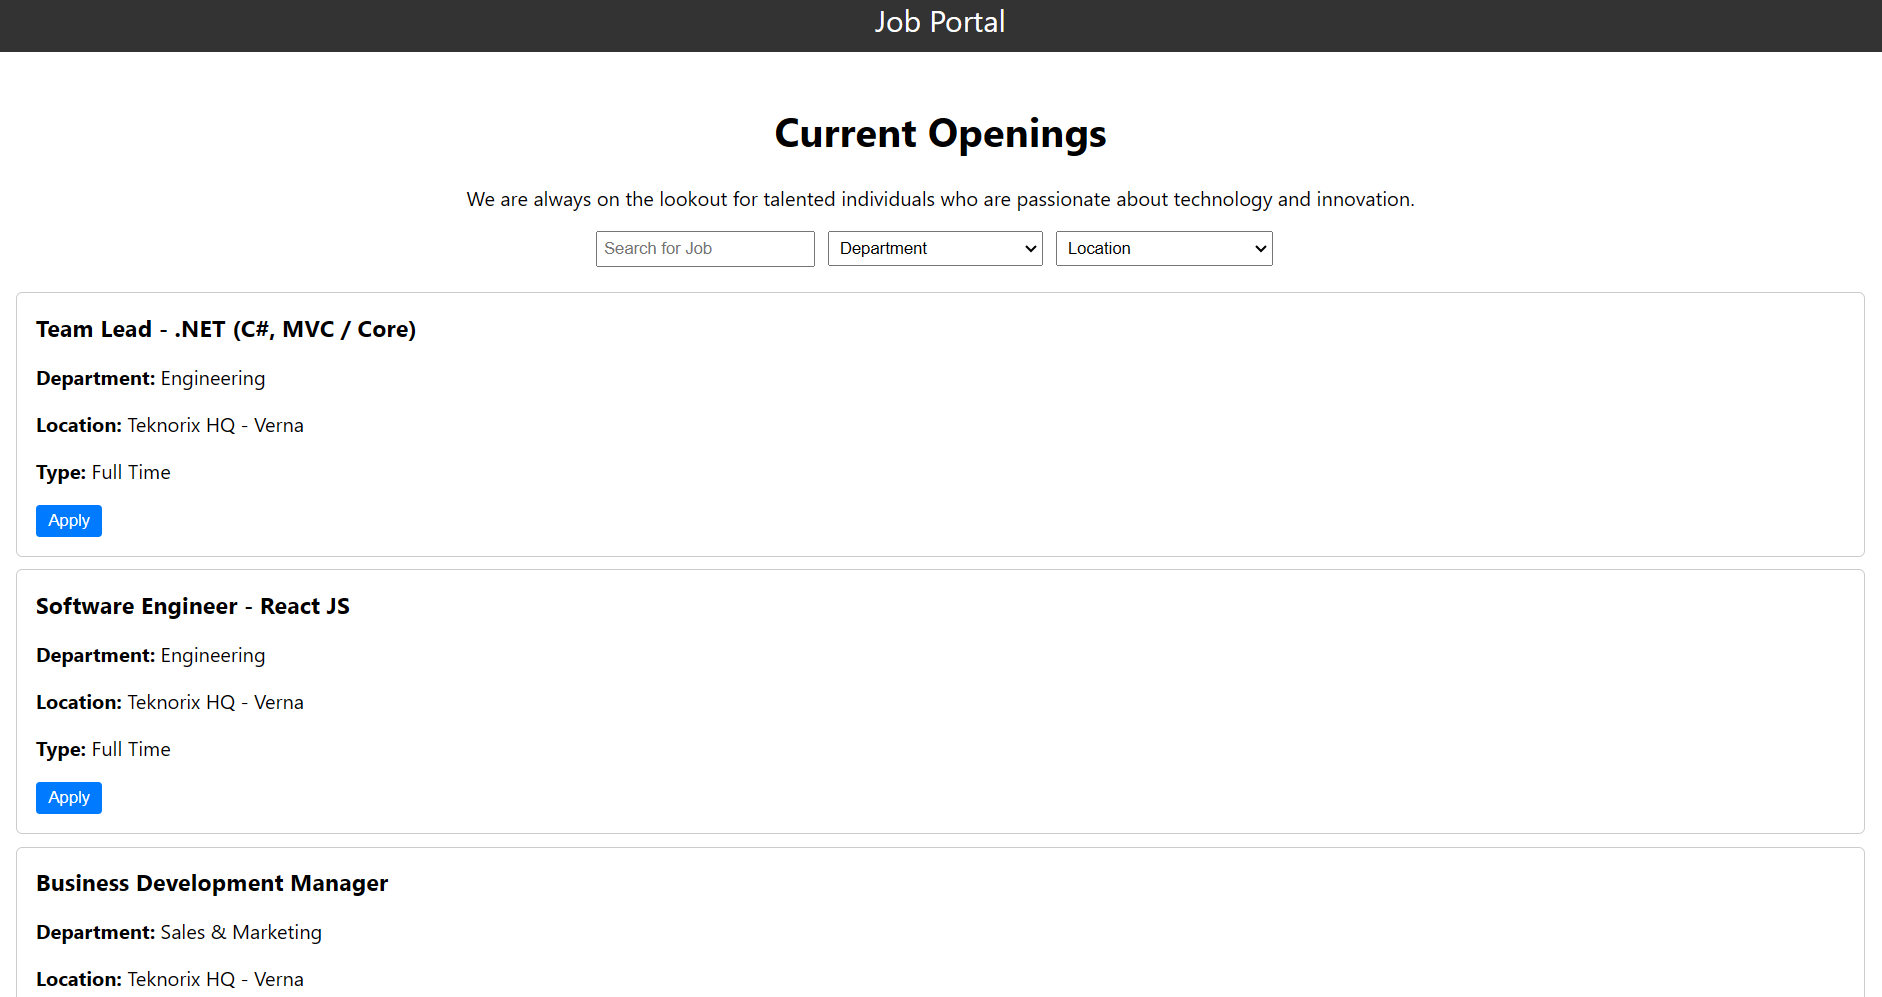 Job Portal
Current Openings
We are always on the lookout for talented individuals who are passionate about technology and innovation.
Search for Job Department Location
Team Lead - .NET (C#, MVC / Core)
Department: Engineering
Location: Teknorix HQ - Verna
Type: Full Time
Apply
Software Engineer - React JS
Department: Engineering
Location: Teknorix HQ - Verna
Type: Full Time
Apply
Business Development Manager
Department: Sales & Marketing
Location: Teknorix HQ - Verna